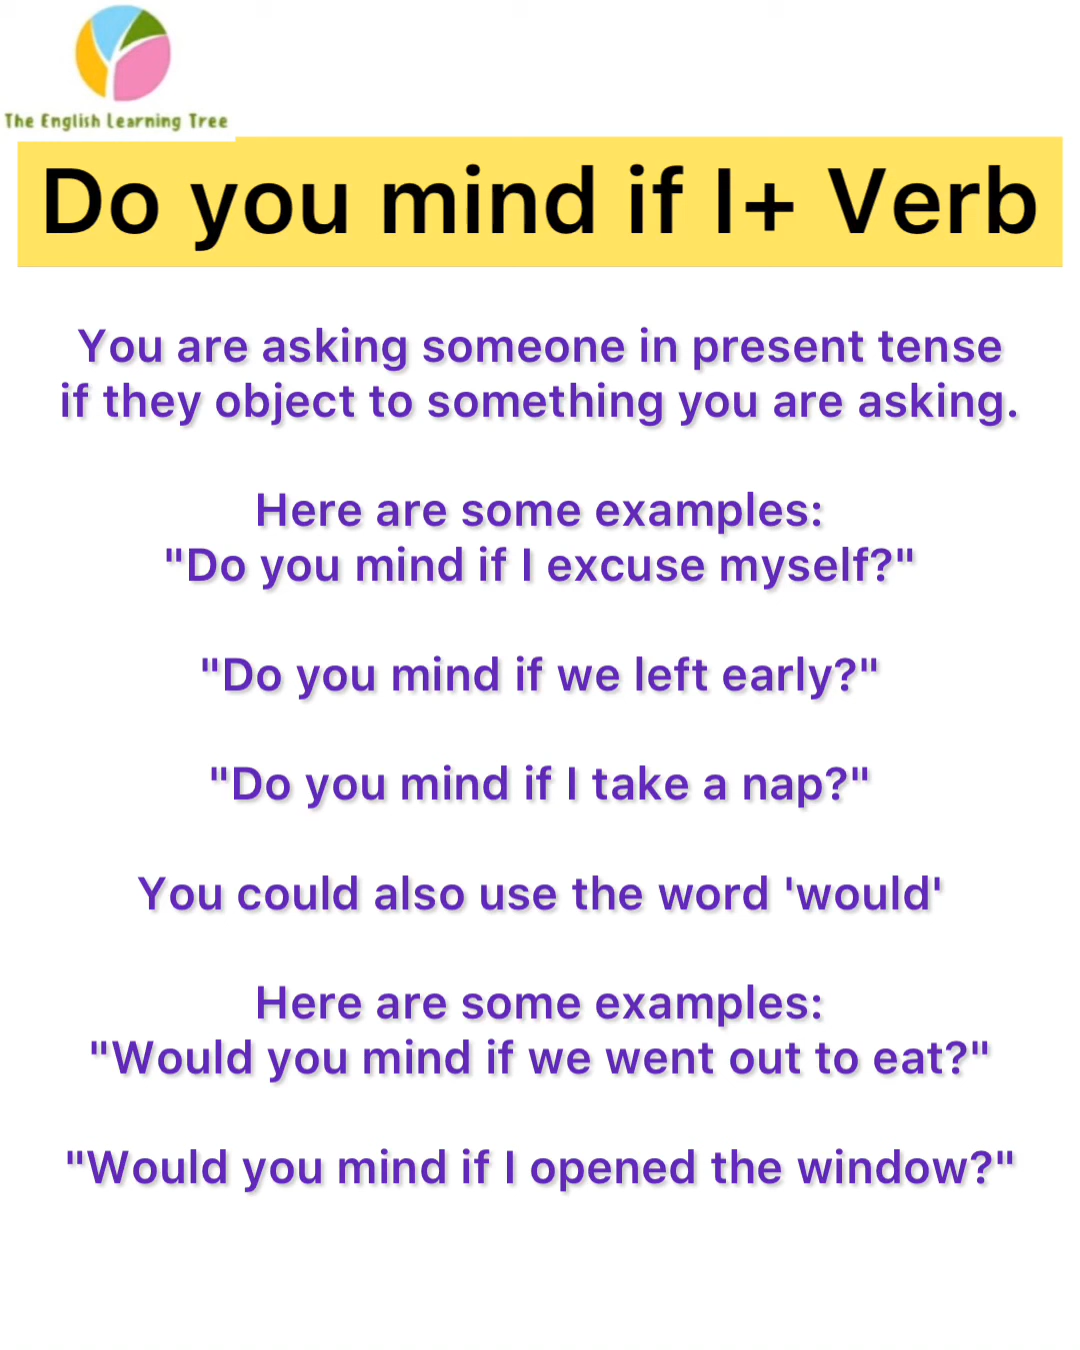 The English Learning Tree
Do you mind if I+ Verb
You are asking someone in present tense
if they object to something you are asking.
Here are some examples:
"Do you mind if I excuse myself?"
"Do you mind if we left early?"
"Do you mind if I take a nap?"
You could also use the word 'would'
Here are some examples:
"Would you mind if we went out to eat?"
"Would you mind if I opened the window?"